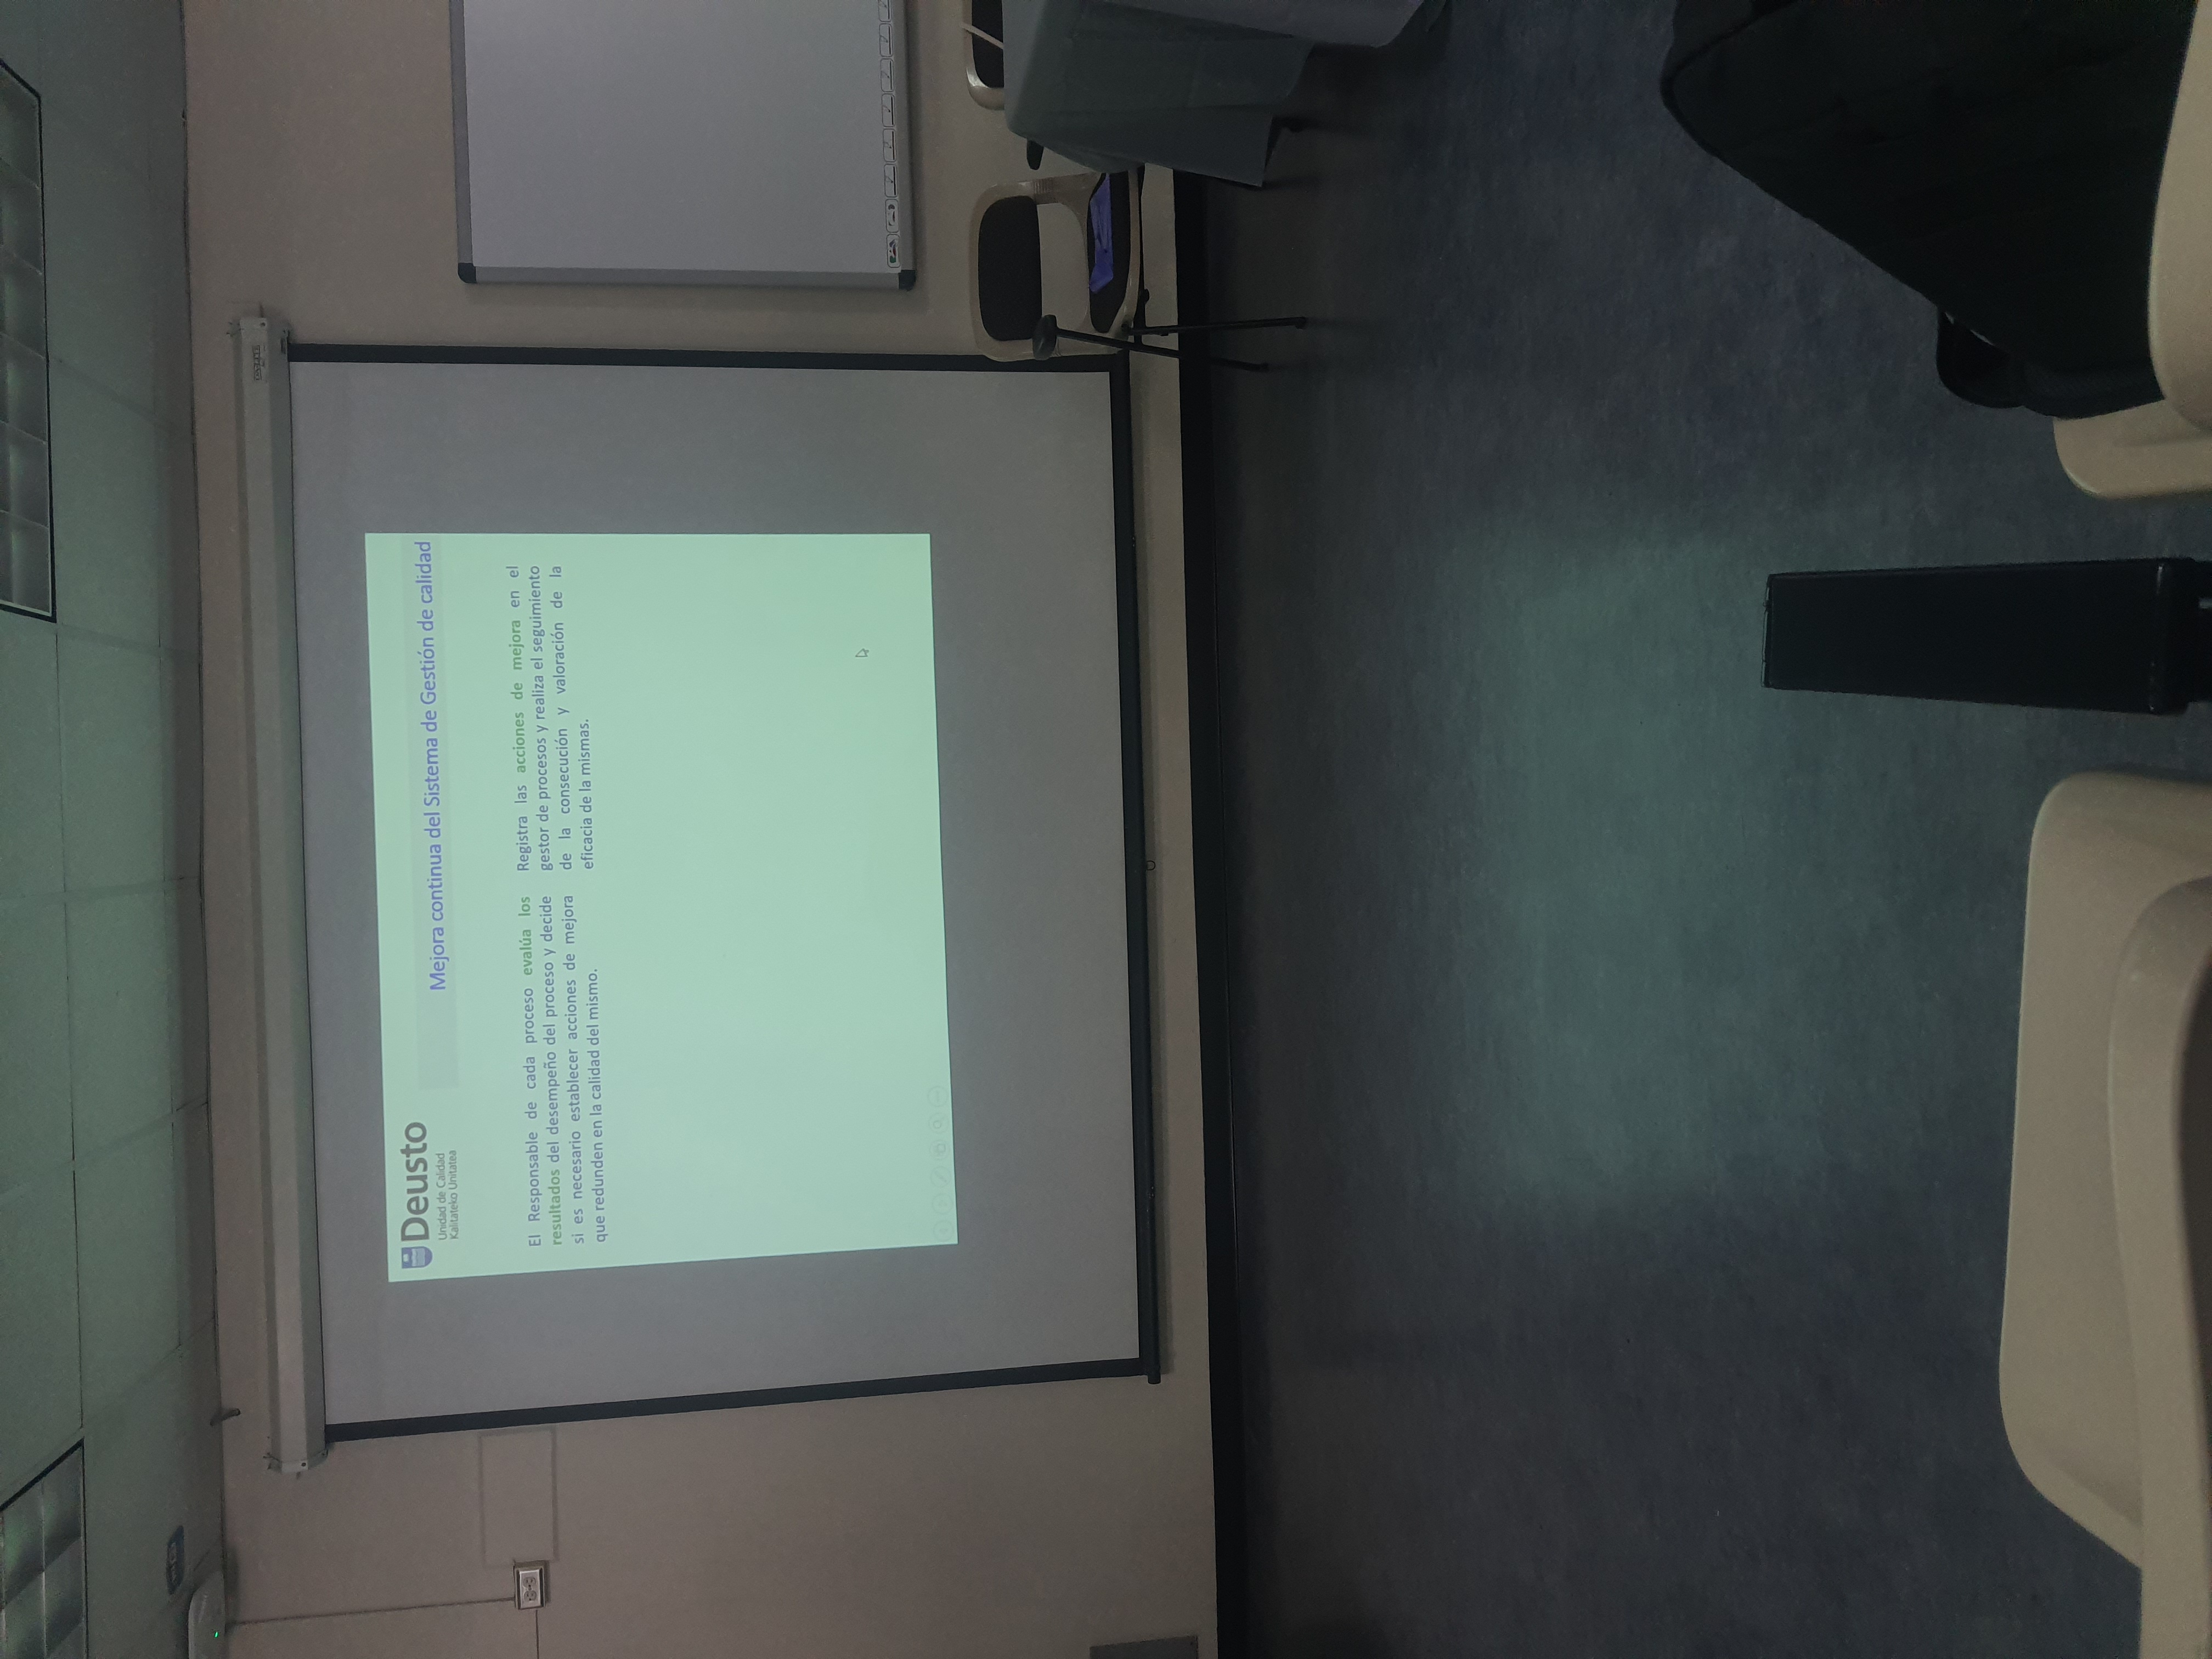 Deusto
Unidad de Calidad
Kalitateko Unitatea
Mejora continua del Sistema de Gestión de calidad
El Responsable de cada proceso evalúa los
resultados del desempeño del proceso y decide
si es necesario establecer acciones de mejora
que redunden en la calidad del mismo.
Registra las acciones de mejora en el
gestor de procesos y realiza el seguimiento
de la consecución y valoración de la
eficacia de la mismas.